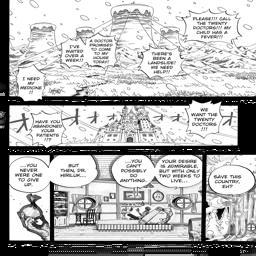 PLEASE!!! CALL
THE TWENTY
DOCTORS!!! MY
CHILD HAS A
FEVER!!!
A DOCTOR
PROMISED
TO COME
TO MY
HOUSE
TODAY!
I'VE
WAITED
OVER A
WEEK!!
THERE'S
BEEN A
LANDSLIDE!
WE NEED
HELP!!
I NEED
MY
MEDICINE
WE WANT
THE TWENTY
DOCTORS
!!!
HAVE YOU
ABANDONED
YOUR
PATIENTS
!!?
...YOU
NEVER
WERE ONE
TO GIVE
UP.
BUT
THEN, DR.
HIRILUK...
...YOU
CAN'T
POSSIBLY
DO
ANYTHING.
YOUR DESIRE
IS ADMIRABLE
BUT WITH ONLY
TWO WEEKS TO
LIVE...
SAVE THIS
COUNTRY
EH?